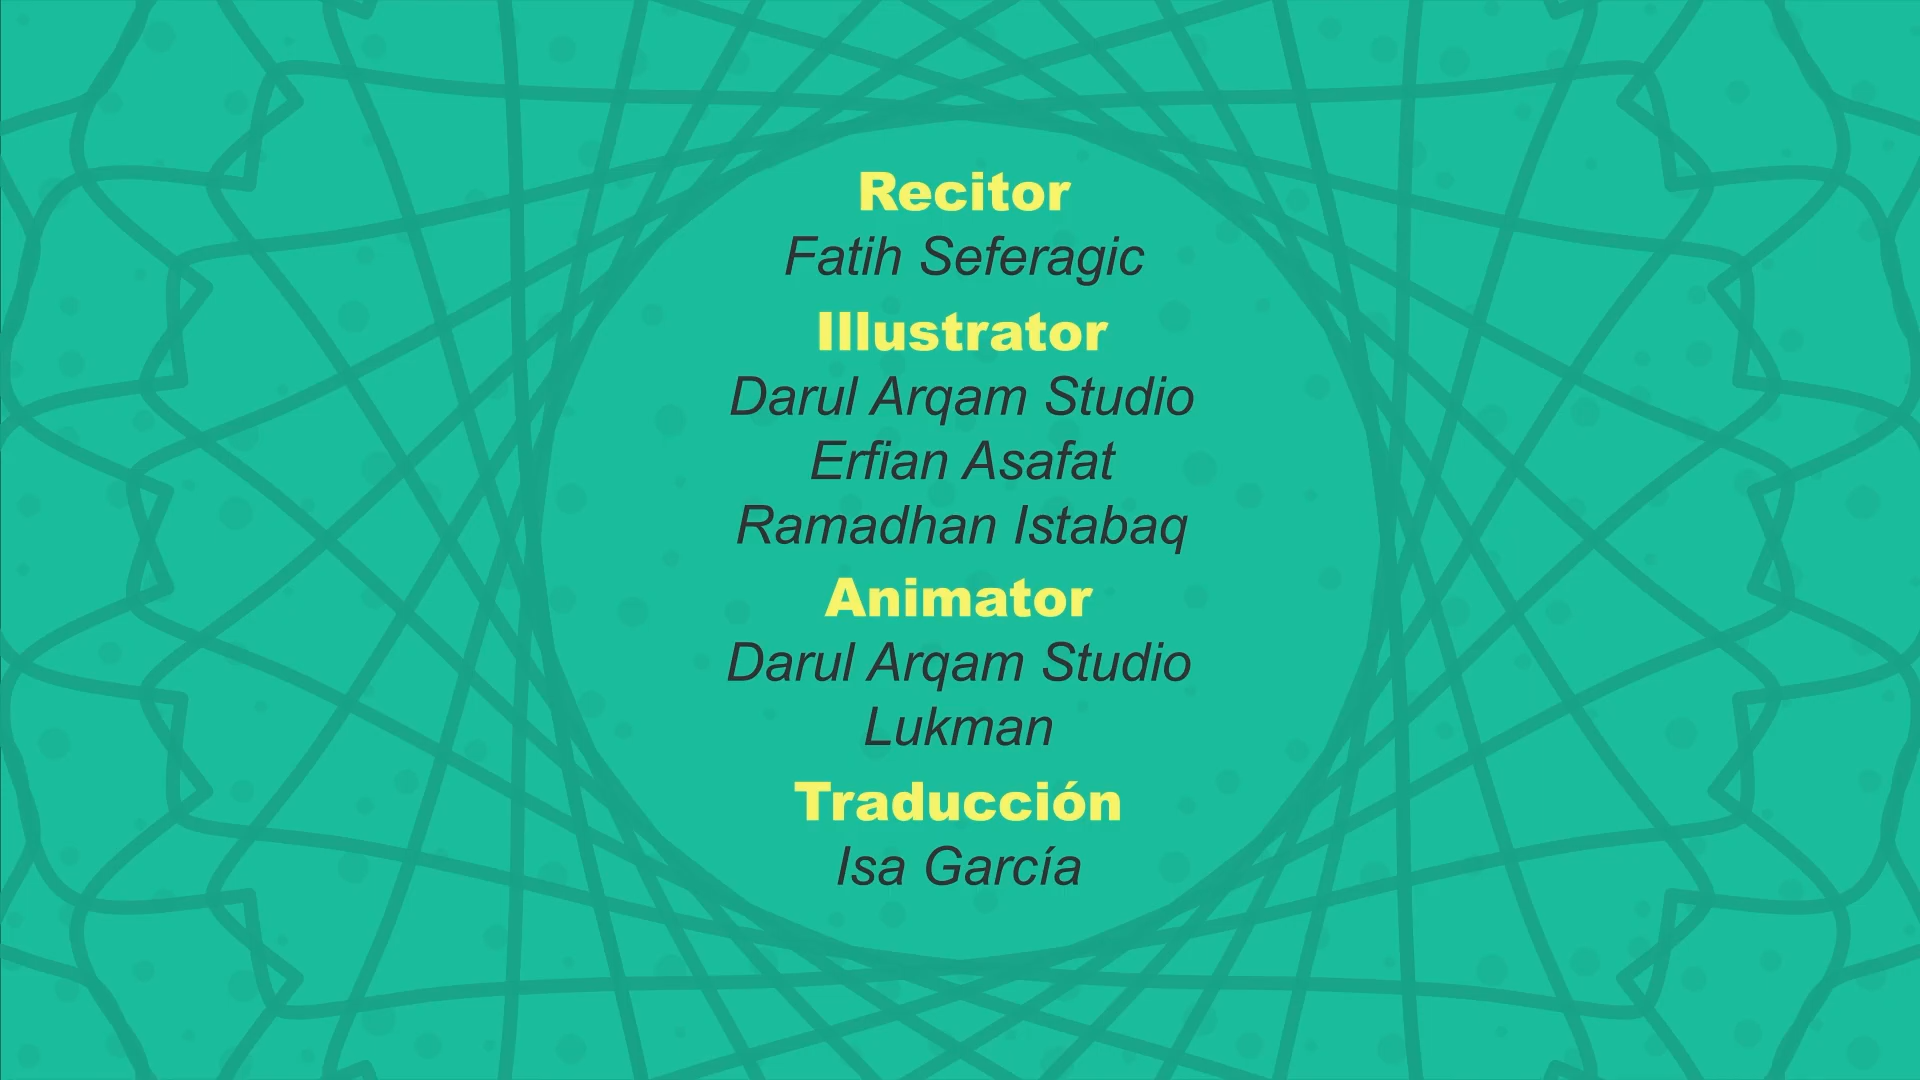 Recitor
Fatih Seferagic
Illustrator
Darul Arqam Studio
Erfian Asafat
Ramadhan Istabaq
Animator
Darul Arqam Studio
Lukman
Traducción
Isa García